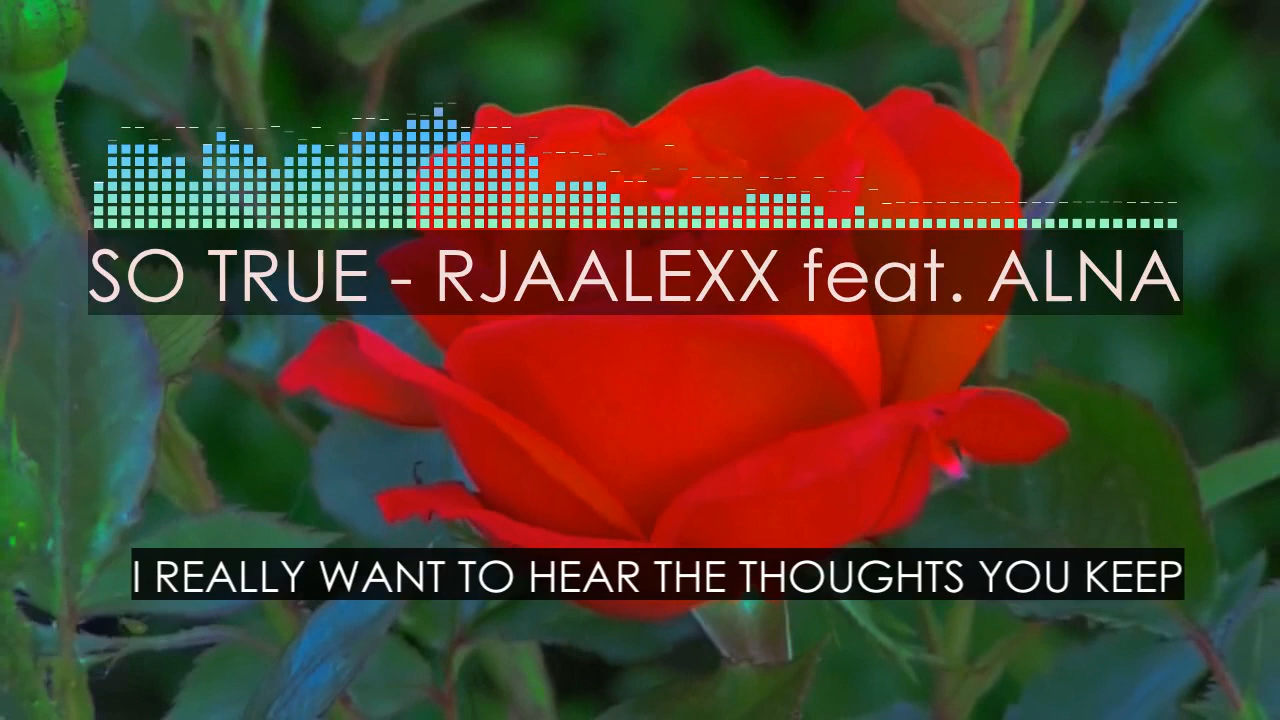 SO TRUE - RJAALEXX feat. ALNA
I REALLY WANT TO HEAR THE THOUGHTS YOU KEEP